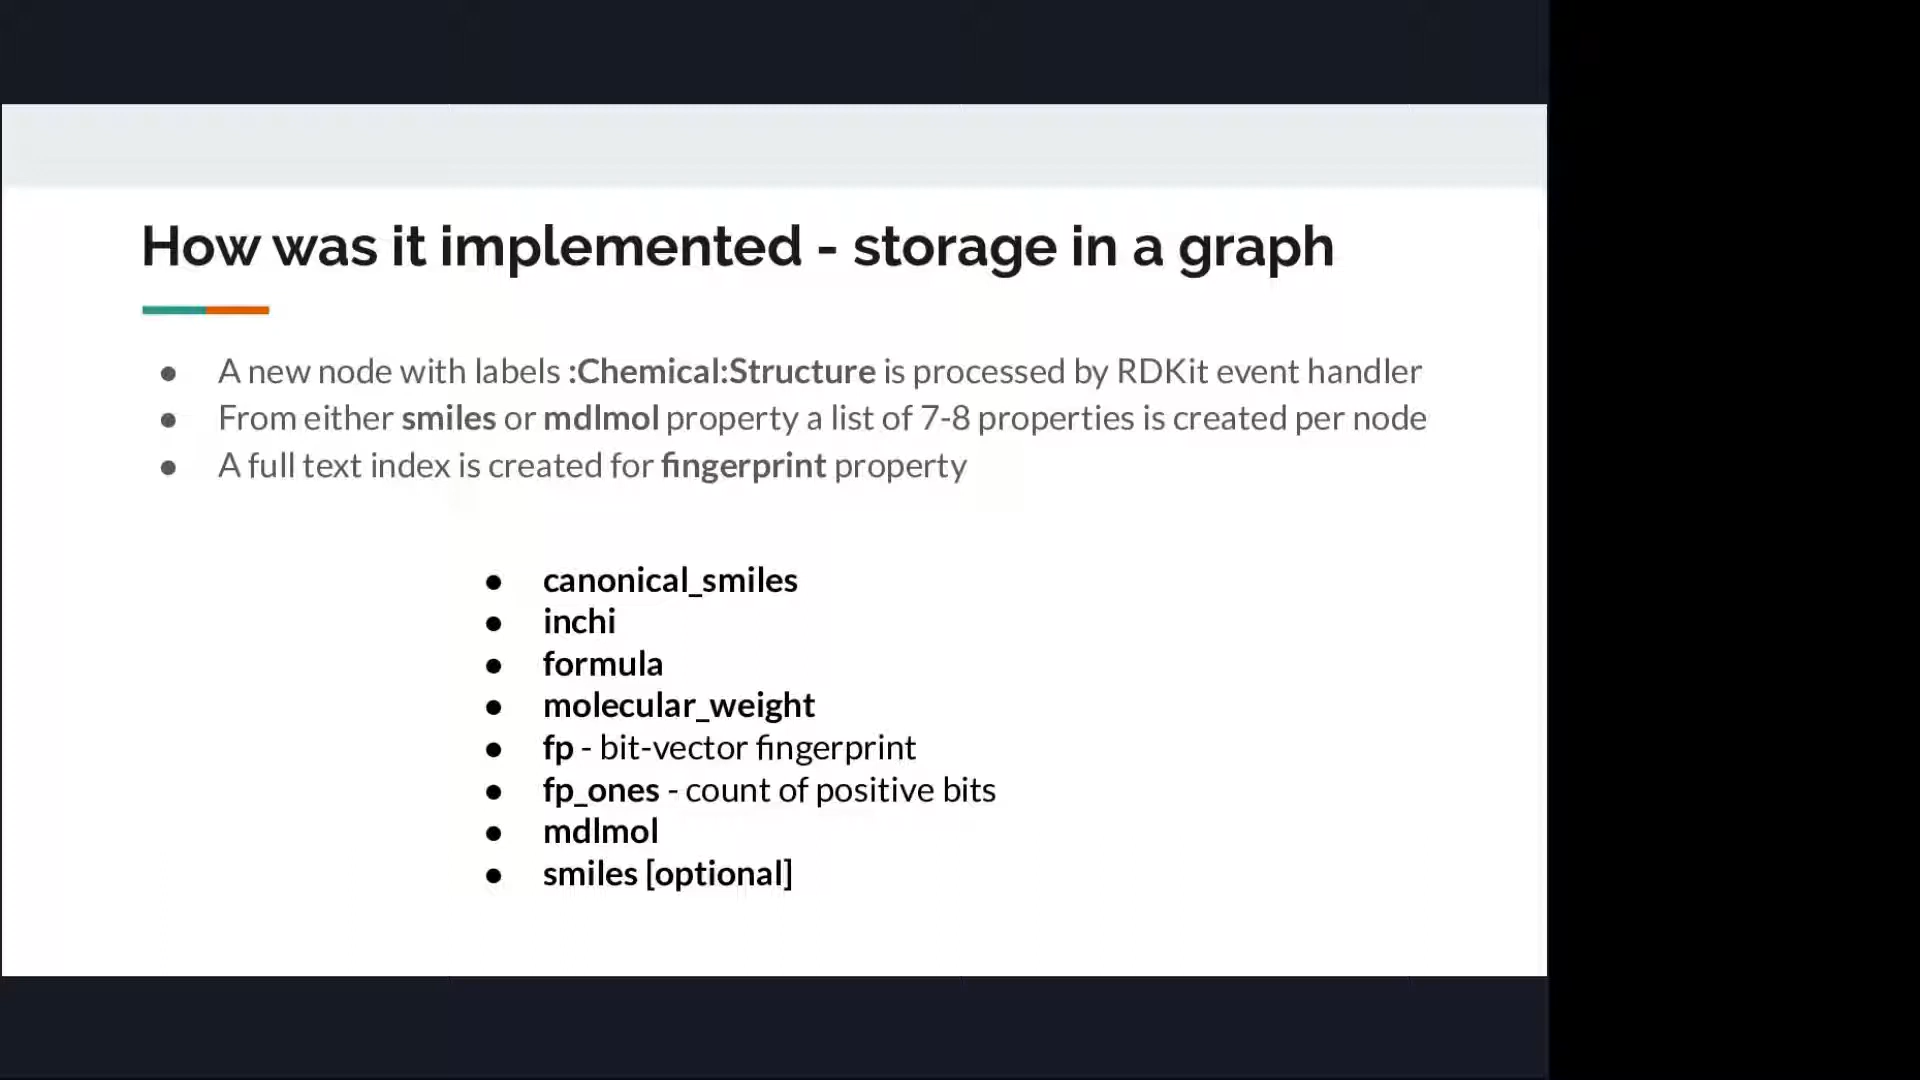 How was it implemented - storage in a graph
● A new node with labels :Chemical:Structure is processed by RDKit event handler
● From either smiles or mdlmol property a list of 7-8 properties is created per node
● A full text index is created for fingerprint property
● canonical_smiles
● inchi
● formula
● molecular_weight
● fp - bit-vector fingerprint
● fp_ones - count of positive bits
● mdlmol
● smiles [optional]